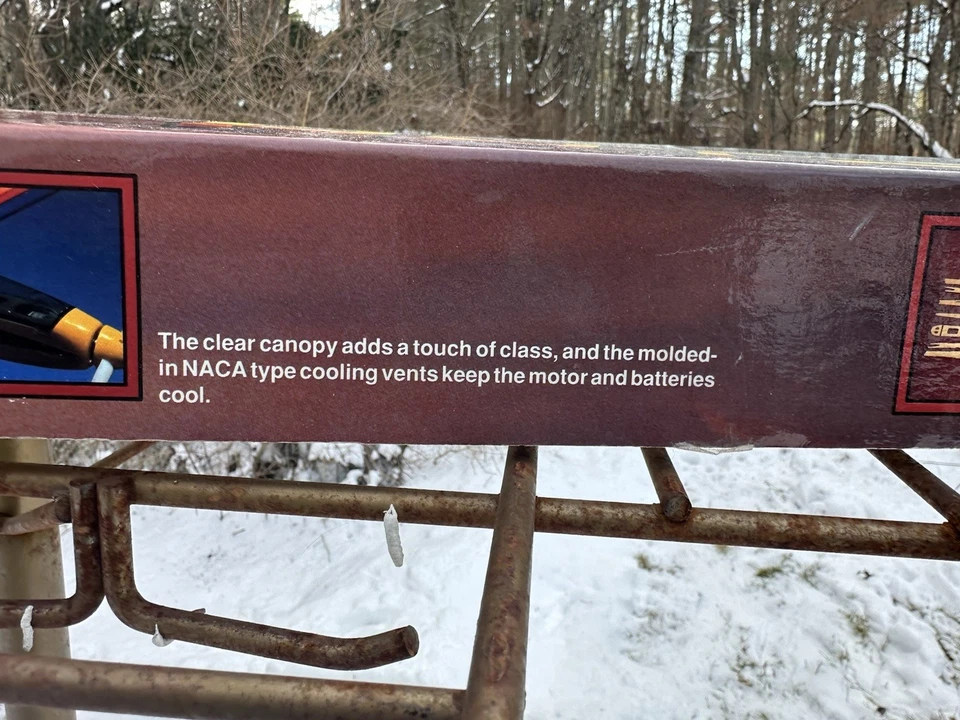 The clear canopy adds a touch of class, and the molded-
in NACA type cooling vents keep the motor and batteries
cool.